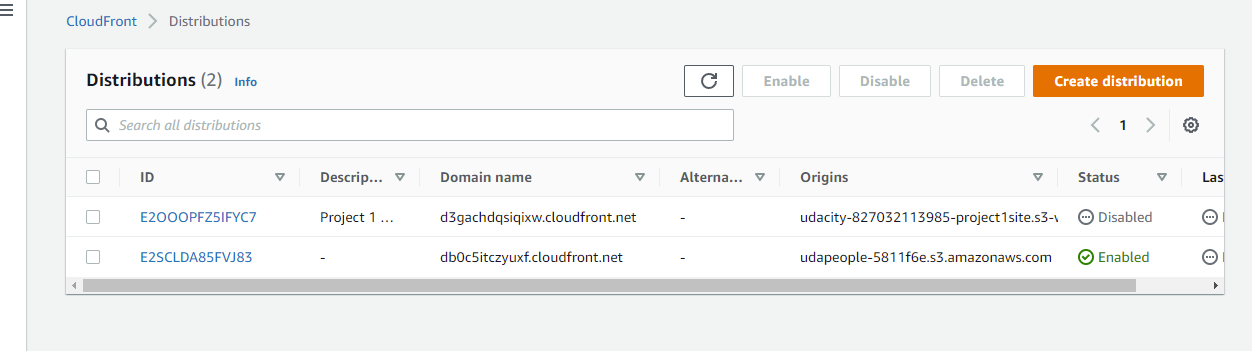 CloudFront > Distributions
Distributions (2) Info
Enable Disable Delete Create distribution
Search all distributions
1
ID Descrip... Domain name Alterna... Origins Status Las
E2OOOPFZ5IFYC7 Project 1 ... d3gachdqsiqixw.cloudfront.net - udacity-827032113985-project1site.s3-v Disabled
E2SCLDA85FVJ83 - db0c5itczyuxf.cloudfront.net - udapeople-5811f6e.s3.amazonaws.com Enabled